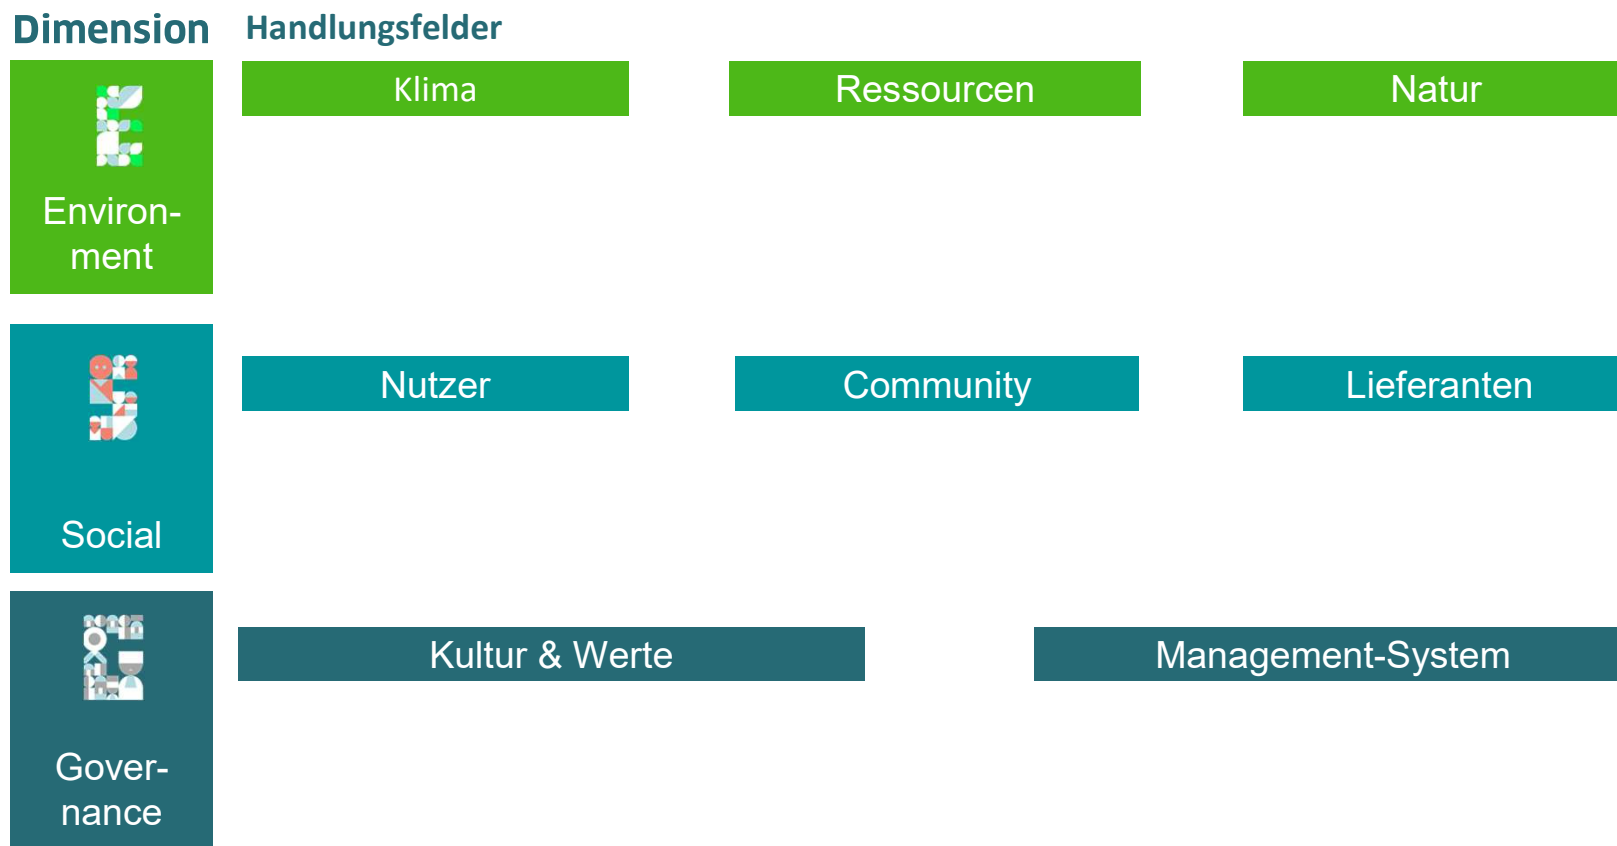 Dimension Handlungsfelder
Klima Ressourcen Natur
Environ-
ment
Nutzer Community Lieferanten
Social
Kultur & Werte Management-System
Gover-
nance